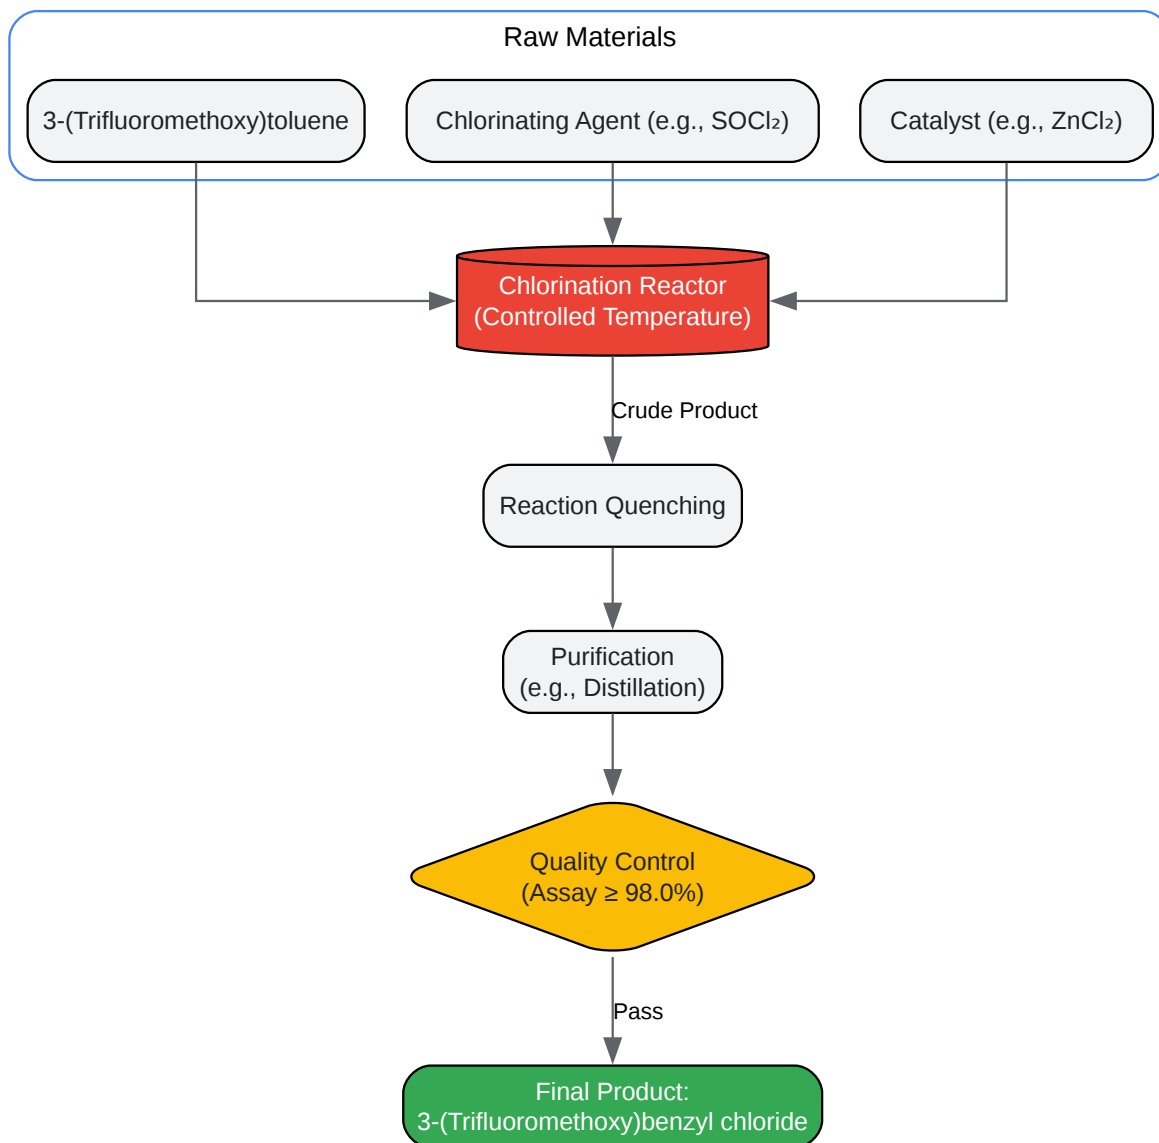 Raw Materials
3-(Trifluoromethoxy)toluene
Chlorinating Agent (e.g., SOCl₂)
Catalyst (e.g., ZnCl₂)
Chlorination Reactor
(Controlled Temperature)
Crude Product
Reaction Quenching
Purification
(e.g., Distillation)
Quality Control
(Assay ≥ 98.0%)
Pass
Final Product:
3-(Trifluoromethoxy)benzyl chloride